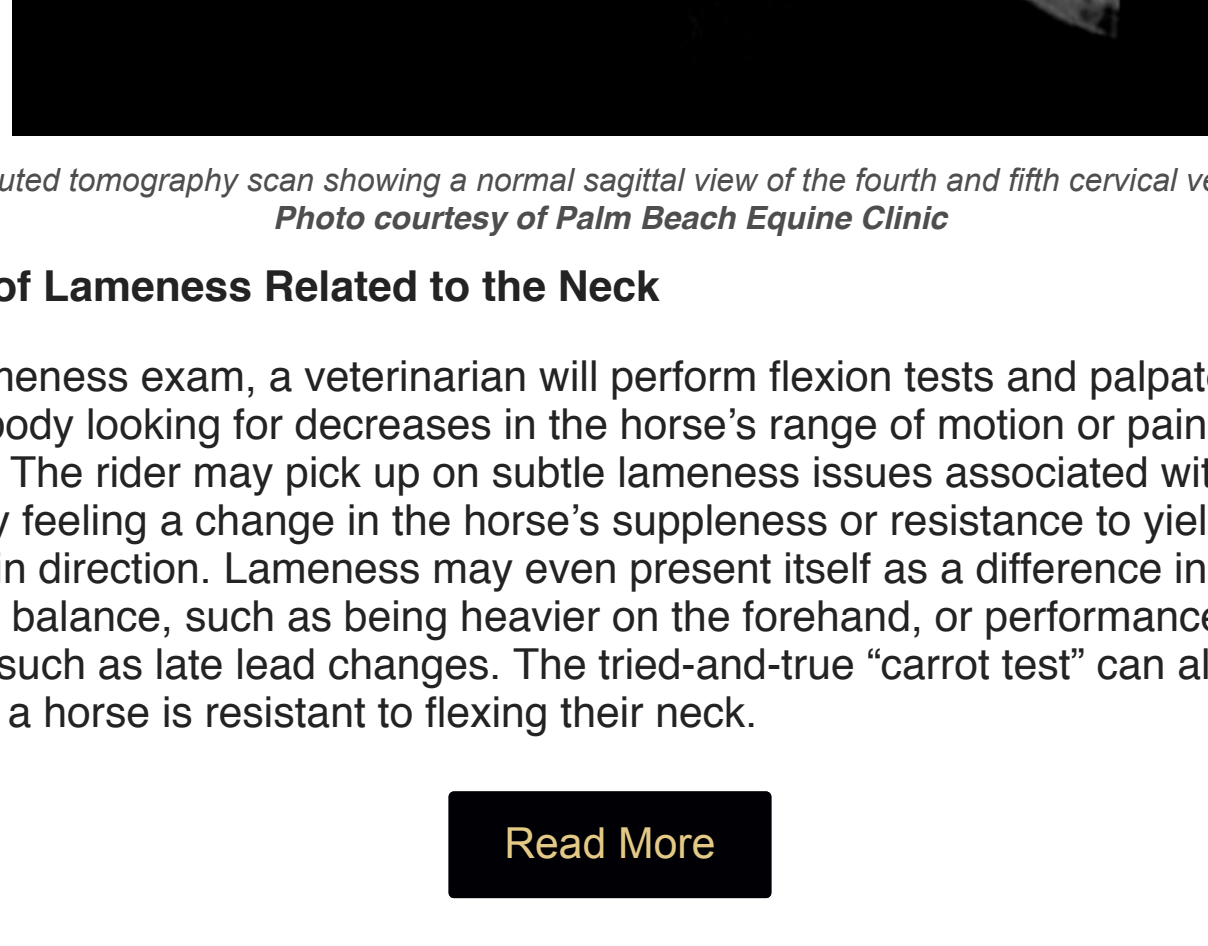 uted tomography scan showing a normal sagittal view of the fourth and fifth cervical ve
Photo courtesy of Palm Beach Equine Clinic
of Lameness Related to the Neck
meness exam, a veterinarian will perform flexion tests and palpate
body looking for decreases in the horse’s range of motion or pain
The rider may pick up on subtle lameness issues associated wit
y feeling a change in the horse’s suppleness or resistance to yiel
in direction. Lameness may even present itself as a difference in
balance, such as being heavier on the forehand, or performance
such as late lead changes. The tried-and-true “carrot test” can al
a horse is resistant to flexing their neck.
Read More